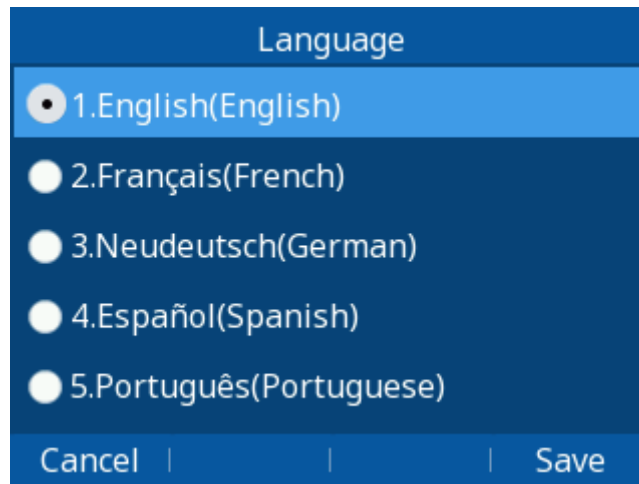 Language
1.English(English)
2.Français(French)
3.Neudeutsch(German)
4.Español(Spanish)
5.Português(Portuguese)
Cancel Save